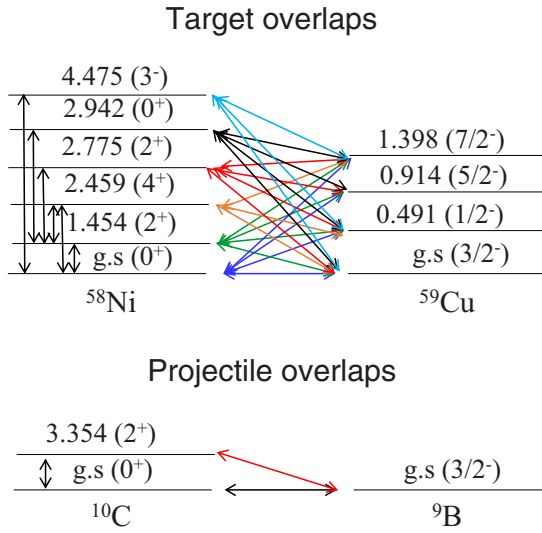 Target overlaps
4.475 (3⁻)
2.942 (0⁺)
2.775 (2⁺)
2.459 (4⁺)
1.454 (2⁺)
g.s (0⁺)
⁵⁸Ni
1.398 (7/2⁻)
0.914 (5/2⁻)
0.491 (1/2⁻)
g.s (3/2⁻)
⁵⁹Cu
Projectile overlaps
3.354 (2⁺)
g.s (0⁺)
¹⁰C
g.s (3/2⁻)
⁹B